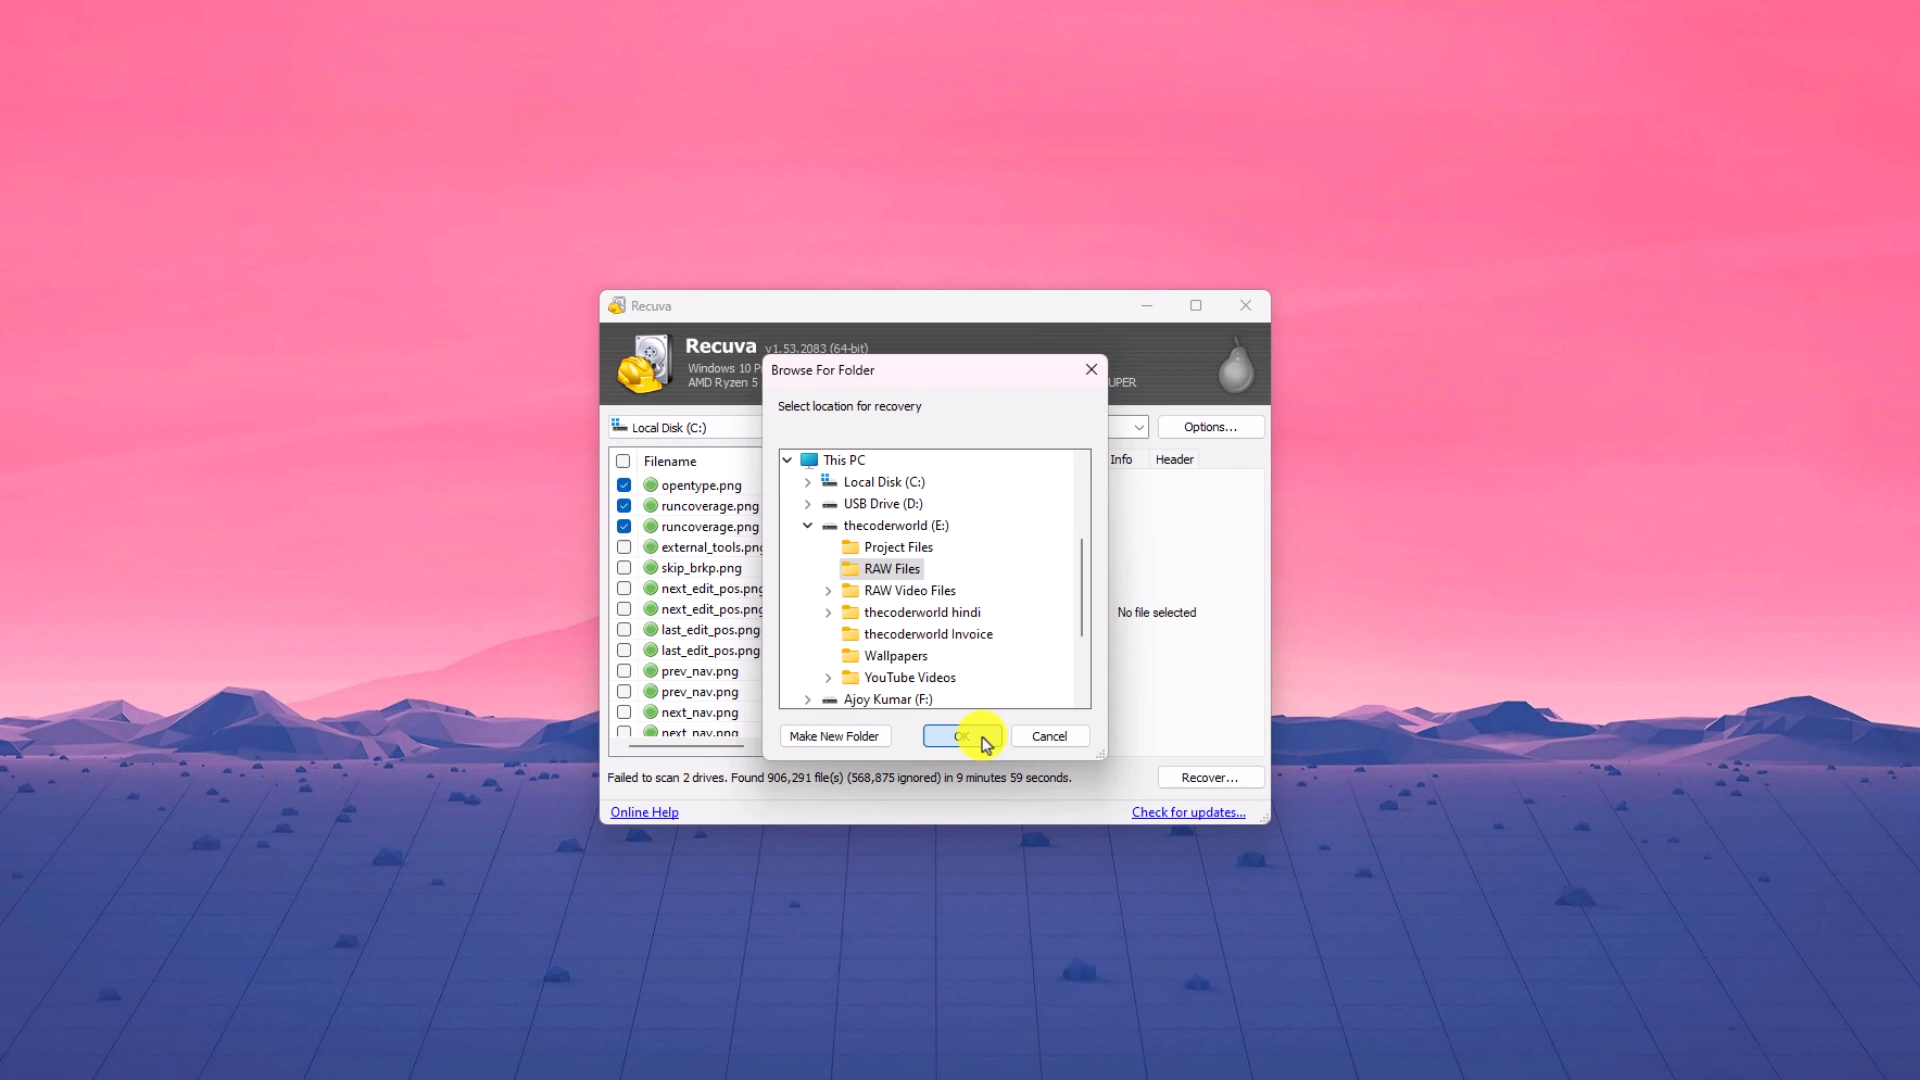 Recuva
Recuva v1.53.2083 (64-bit)
Windows 10 P
AMD Ryzen 5
UPER
Local Disk (C:)
Options...
Filename
opentype.png
runcoverage.png
runcoverage.png
external_tools.png
skip_brkp.png
next_edit_pos.png
next_edit_pos.png
last_edit_pos.png
last_edit_pos.png
prev_nav.png
prev_nav.png
next_nav.png
next_nav.png
Browse For Folder
Select location for recovery
This PC
Local Disk (C:)
USB Drive (D:)
thecoderworld (E:)
Project Files
RAW Files
RAW Video Files
thecoderworld hindi
thecoderworld Invoice
Wallpapers
YouTube Videos
Ajoy Kumar (F:)
Make New Folder
OK
Cancel
Info
Header
No file selected
Failed to scan 2 drives. Found 906,291 file(s) (568,875 ignored) in 9 minutes 59 seconds.
Recover...
Online Help
Check for updates...